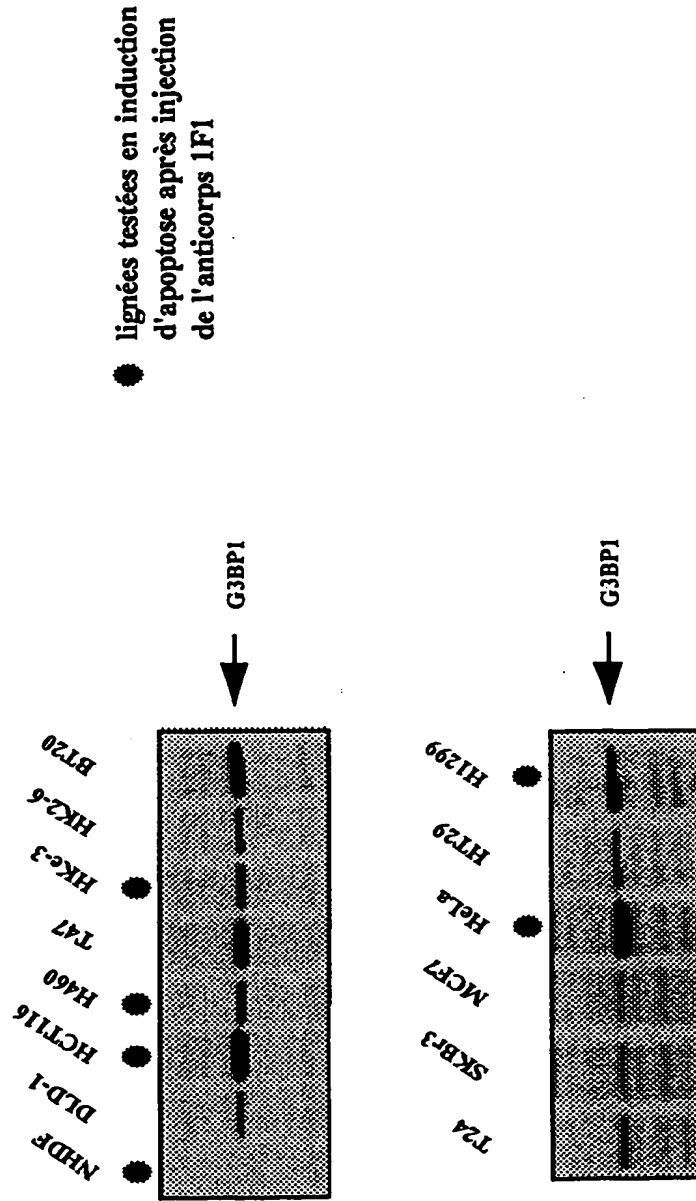 lignées testées en induction
d'apoptose après injection
de l'anticorps 1F1
NHDF
DLD-1
HCT116
H460
T47
HKe-3
HK2-6
BT20
G3BP1
T24
SKBr3
MCF7
HeLa
HT29
H1299
G3BP1